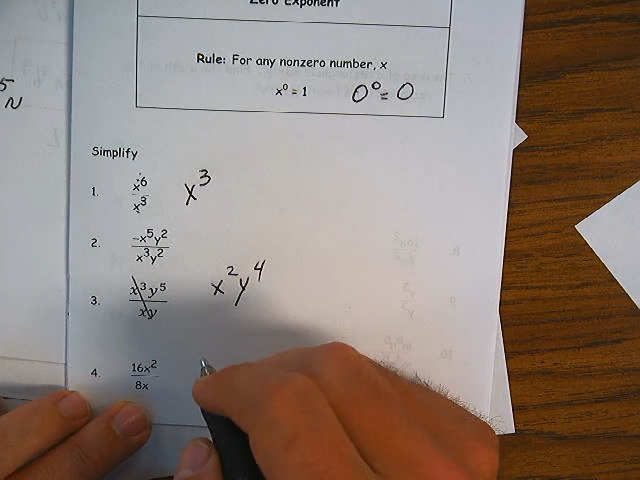 Zero Exponent
Rule: For any nonzero number, x
x⁰ = 1 0⁰ = 0
5
N
Simplify
1. x⁶/x³ x³
2. -x⁵y²/x³y²
3. x³y⁵/xy x²y⁴
4. 16x²/8x